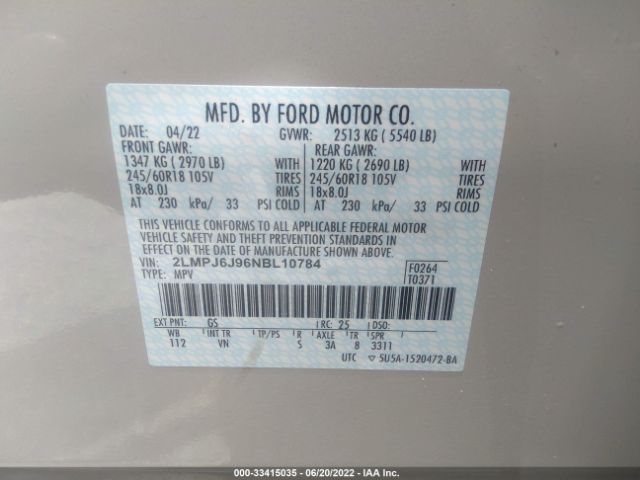 MFD. BY FORD MOTOR CO.
DATE: 04/22 GVWR: 2513 KG ( 5540 LB)
FRONT GAWR: REAR GAWR:
1347 KG ( 2970 LB) WITH 1220 KG ( 2690 LB) WITH
245/60R18 105V TIRES 245/60R18 105V TIRES
18x8.0J RIMS 18x8.0J RIMS
AT 230 kPa/ 33 PSI COLD AT 230 kPa/ 33 PSI COLD
THIS VEHICLE CONFORMS TO ALL APPLICABLE FEDERAL MOTOR
VEHICLE SAFETY AND THEFT PREVENTION STANDARDS IN
EFFECT ON THE DATE OF MANUFACTURE SHOWN ABOVE.
VIN: 2LMPJ6J96NBL10784 F0264
TYPE: MPV T0371
EXT PNT: GS RC: 25 DSO:
WB INT TR TP/PS R AXLE TR SPR
112 VN S 3A 8 3311
UTC 5U5A-1520472-BA
000-33415035 - 06/20/2022 - IAA Inc.